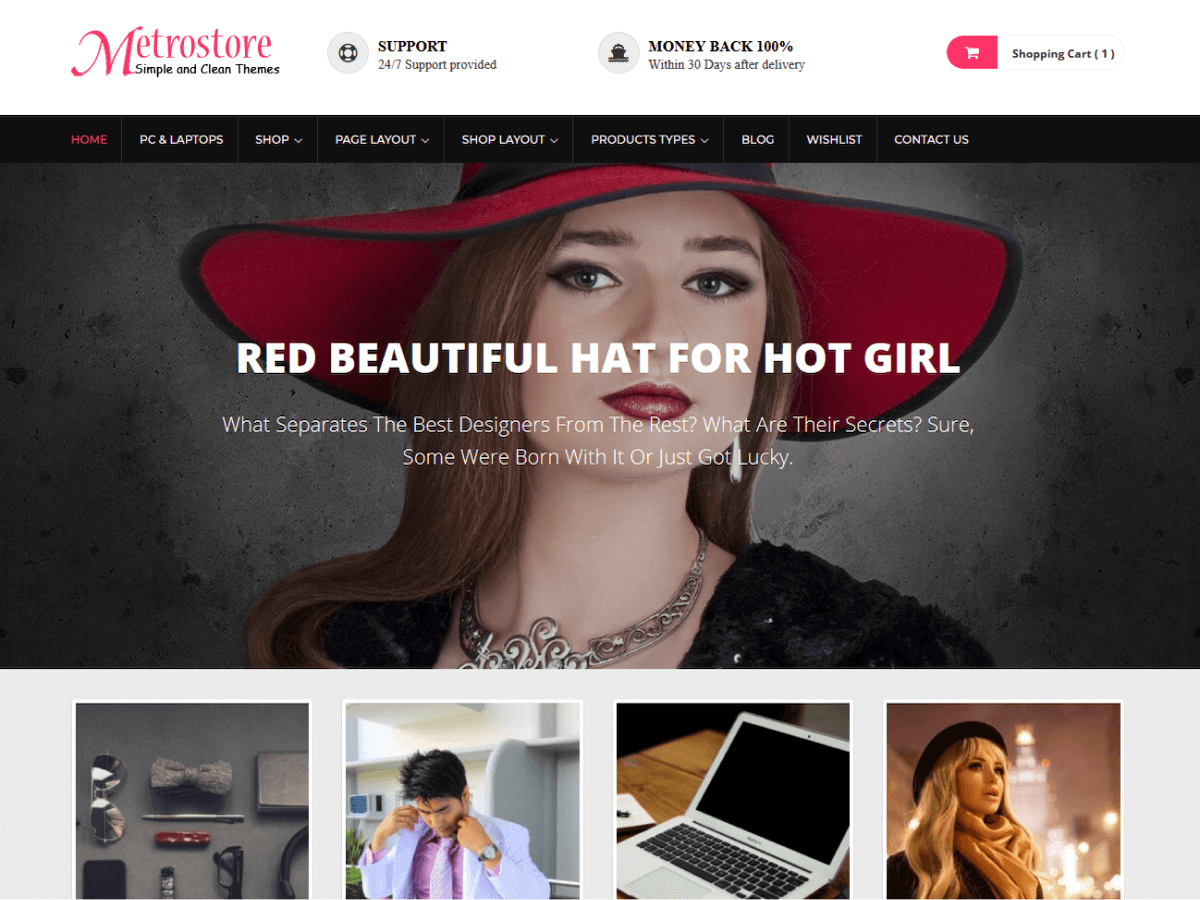 Metrostore
Simple and Clean Themes
SUPPORT
24/7 Support provided
MONEY BACK 100%
Within 30 Days after delivery
Shopping Cart ( 1 )
HOME
PC & LAPTOPS
SHOP
PAGE LAYOUT
SHOP LAYOUT
PRODUCTS TYPES
BLOG
WISHLIST
CONTACT US
RED BEAUTIFUL HAT FOR HOT GIRL
What Separates The Best Designers From The Rest? What Are Their Secrets? Sure,
Some Were Born With It Or Just Got Lucky.